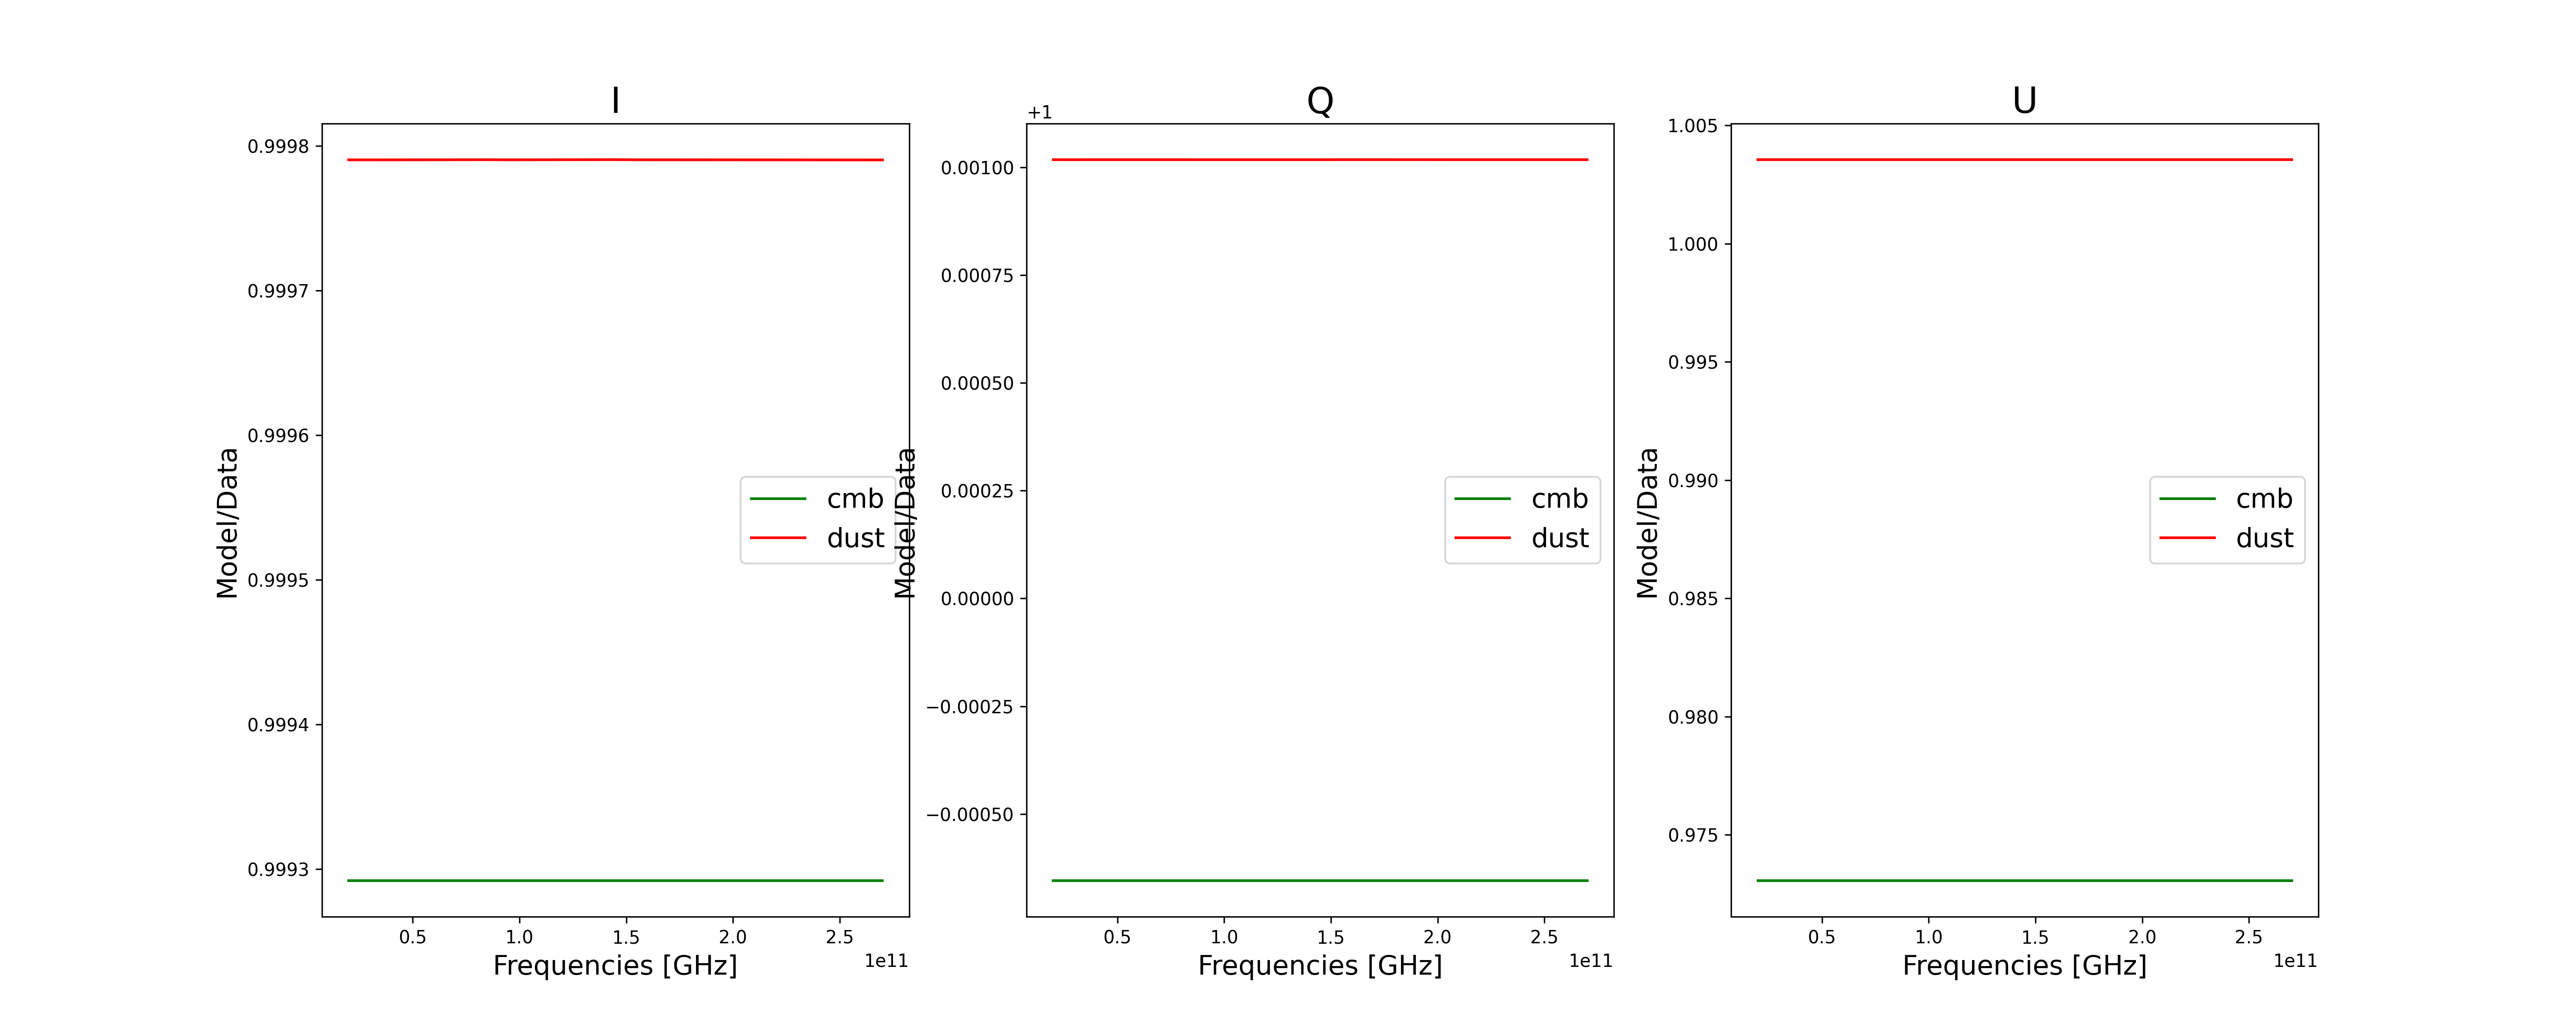 I
Model/Data
0.9998
0.9997
0.9996
0.9995
0.9994
0.9993
cmb
dust
0.5 1.0 1.5 2.0 2.5
1e11
Frequencies [GHz]
Q
+1
Model/Data
0.00100
0.00075
0.00050
0.00025
0.00000
−0.00025
−0.00050
cmb
dust
0.5 1.0 1.5 2.0 2.5
1e11
Frequencies [GHz]
U
Model/Data
1.005
1.000
0.995
0.990
0.985
0.980
0.975
cmb
dust
0.5 1.0 1.5 2.0 2.5
1e11
Frequencies [GHz]